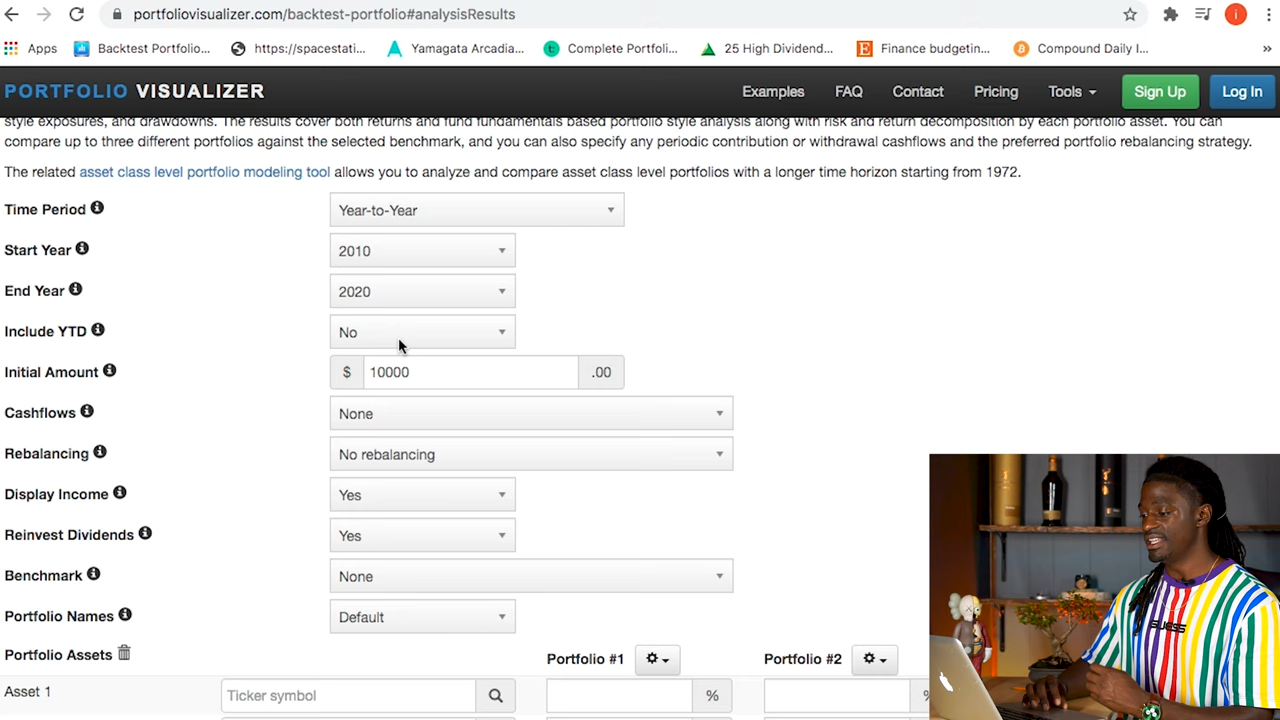 portfoliovisualizer.com/backtest-portfolio#analysisResults
i
Apps Backtest Portfolio... https://spacestati... Yamagata Arcadia... Complete Portfoli... 25 High Dividend... Finance budgetin... Compound Daily I... »
PORTFOLIO VISUALIZER Examples FAQ Contact Pricing Tools Sign Up Log In
style exposures, and drawdowns. The results cover both returns and fund fundamentals based portfolio style analysis along with risk and return decomposition by each portfolio asset. You can
compare up to three different portfolios against the selected benchmark, and you can also specify any periodic contribution or withdrawal cashflows and the preferred portfolio rebalancing strategy.
The related asset class level portfolio modeling tool allows you to analyze and compare asset class level portfolios with a longer time horizon starting from 1972.
Time Period Year-to-Year
Start Year 2010
End Year 2020
Include YTD No
Initial Amount $ 10000 .00
Cashflows None
Rebalancing No rebalancing
Display Income Yes
Reinvest Dividends Yes
Benchmark None
Portfolio Names Default
Portfolio Assets Portfolio #1 Portfolio #2
Asset 1 Ticker symbol % %
GUESS